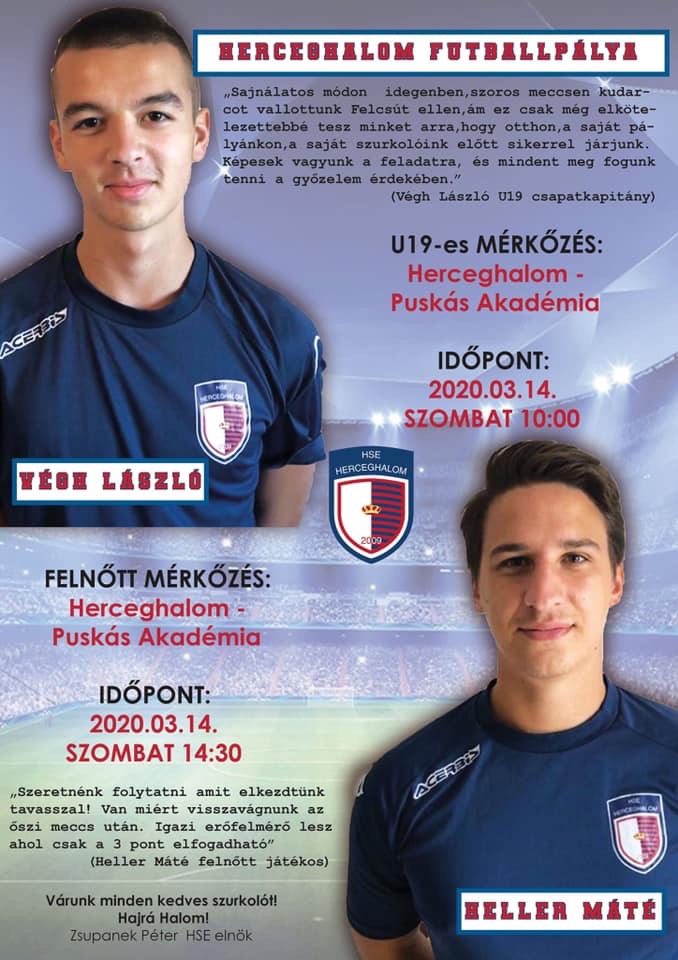 HERCEGHALOM FUTBALLPÁLYA
„Sajnálatos módon idegenben,szoros meccsen kudar-
cot vallottunk Felcsút ellen,ám ez csak még elköte-
lezettebbé tesz minket arra,hogy otthon,a saját pá-
lyánkon,a saját szurkolóink előtt sikerrel járjunk.
Képesek vagyunk a feladatra, és mindent meg fogunk
tenni a győzelem érdekében.”
(Végh László U19 csapatkapitány)
U19-es MÉRKŐZÉS:
Herceghalom -
Puskás Akadémia
IDŐPONT:
2020.03.14.
SZOMBAT 10:00
ACERBIS
HSE
HERCEGHALOM
VÉGH LÁSZLÓ
HSE
HERCEGHALOM
2009
FELNŐTT MÉRKŐZÉS:
Herceghalom -
Puskás Akadémia
IDŐPONT:
2020.03.14.
SZOMBAT 14:30
„Szeretnénk folytatni amit elkezdtünk
tavasszal! Van miért visszavágnunk az
őszi meccs után. Igazi erőfelmérő lesz
ahol csak a 3 pont elfogadható”
(Heller Máté felnőtt játékos)
Várunk minden kedves szurkolót!
Hajrá Halom!
Zsupanek Péter HSE elnök
ACERBIS
HSE
HERCEGHALOM
HELLER MÁTÉ